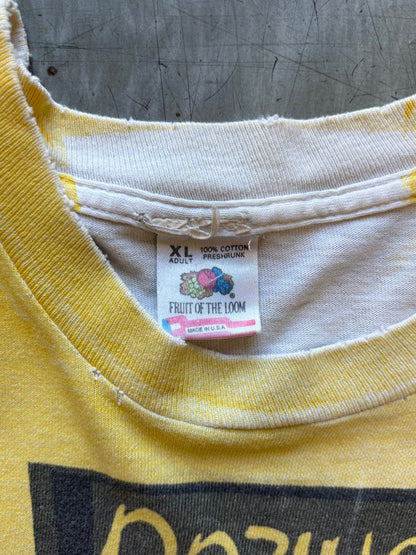 XL 100% COTTON
ADULT PRESHRUNK
FRUIT OF THE LOOM®
MADE IN U.S.A.